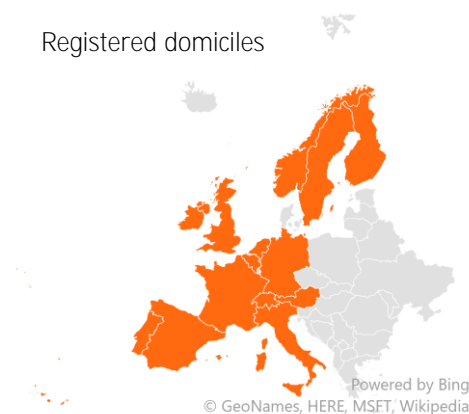 Registered domiciles
Powered by Bing
© GeoNames, HERE, MSFT, Wikipedia